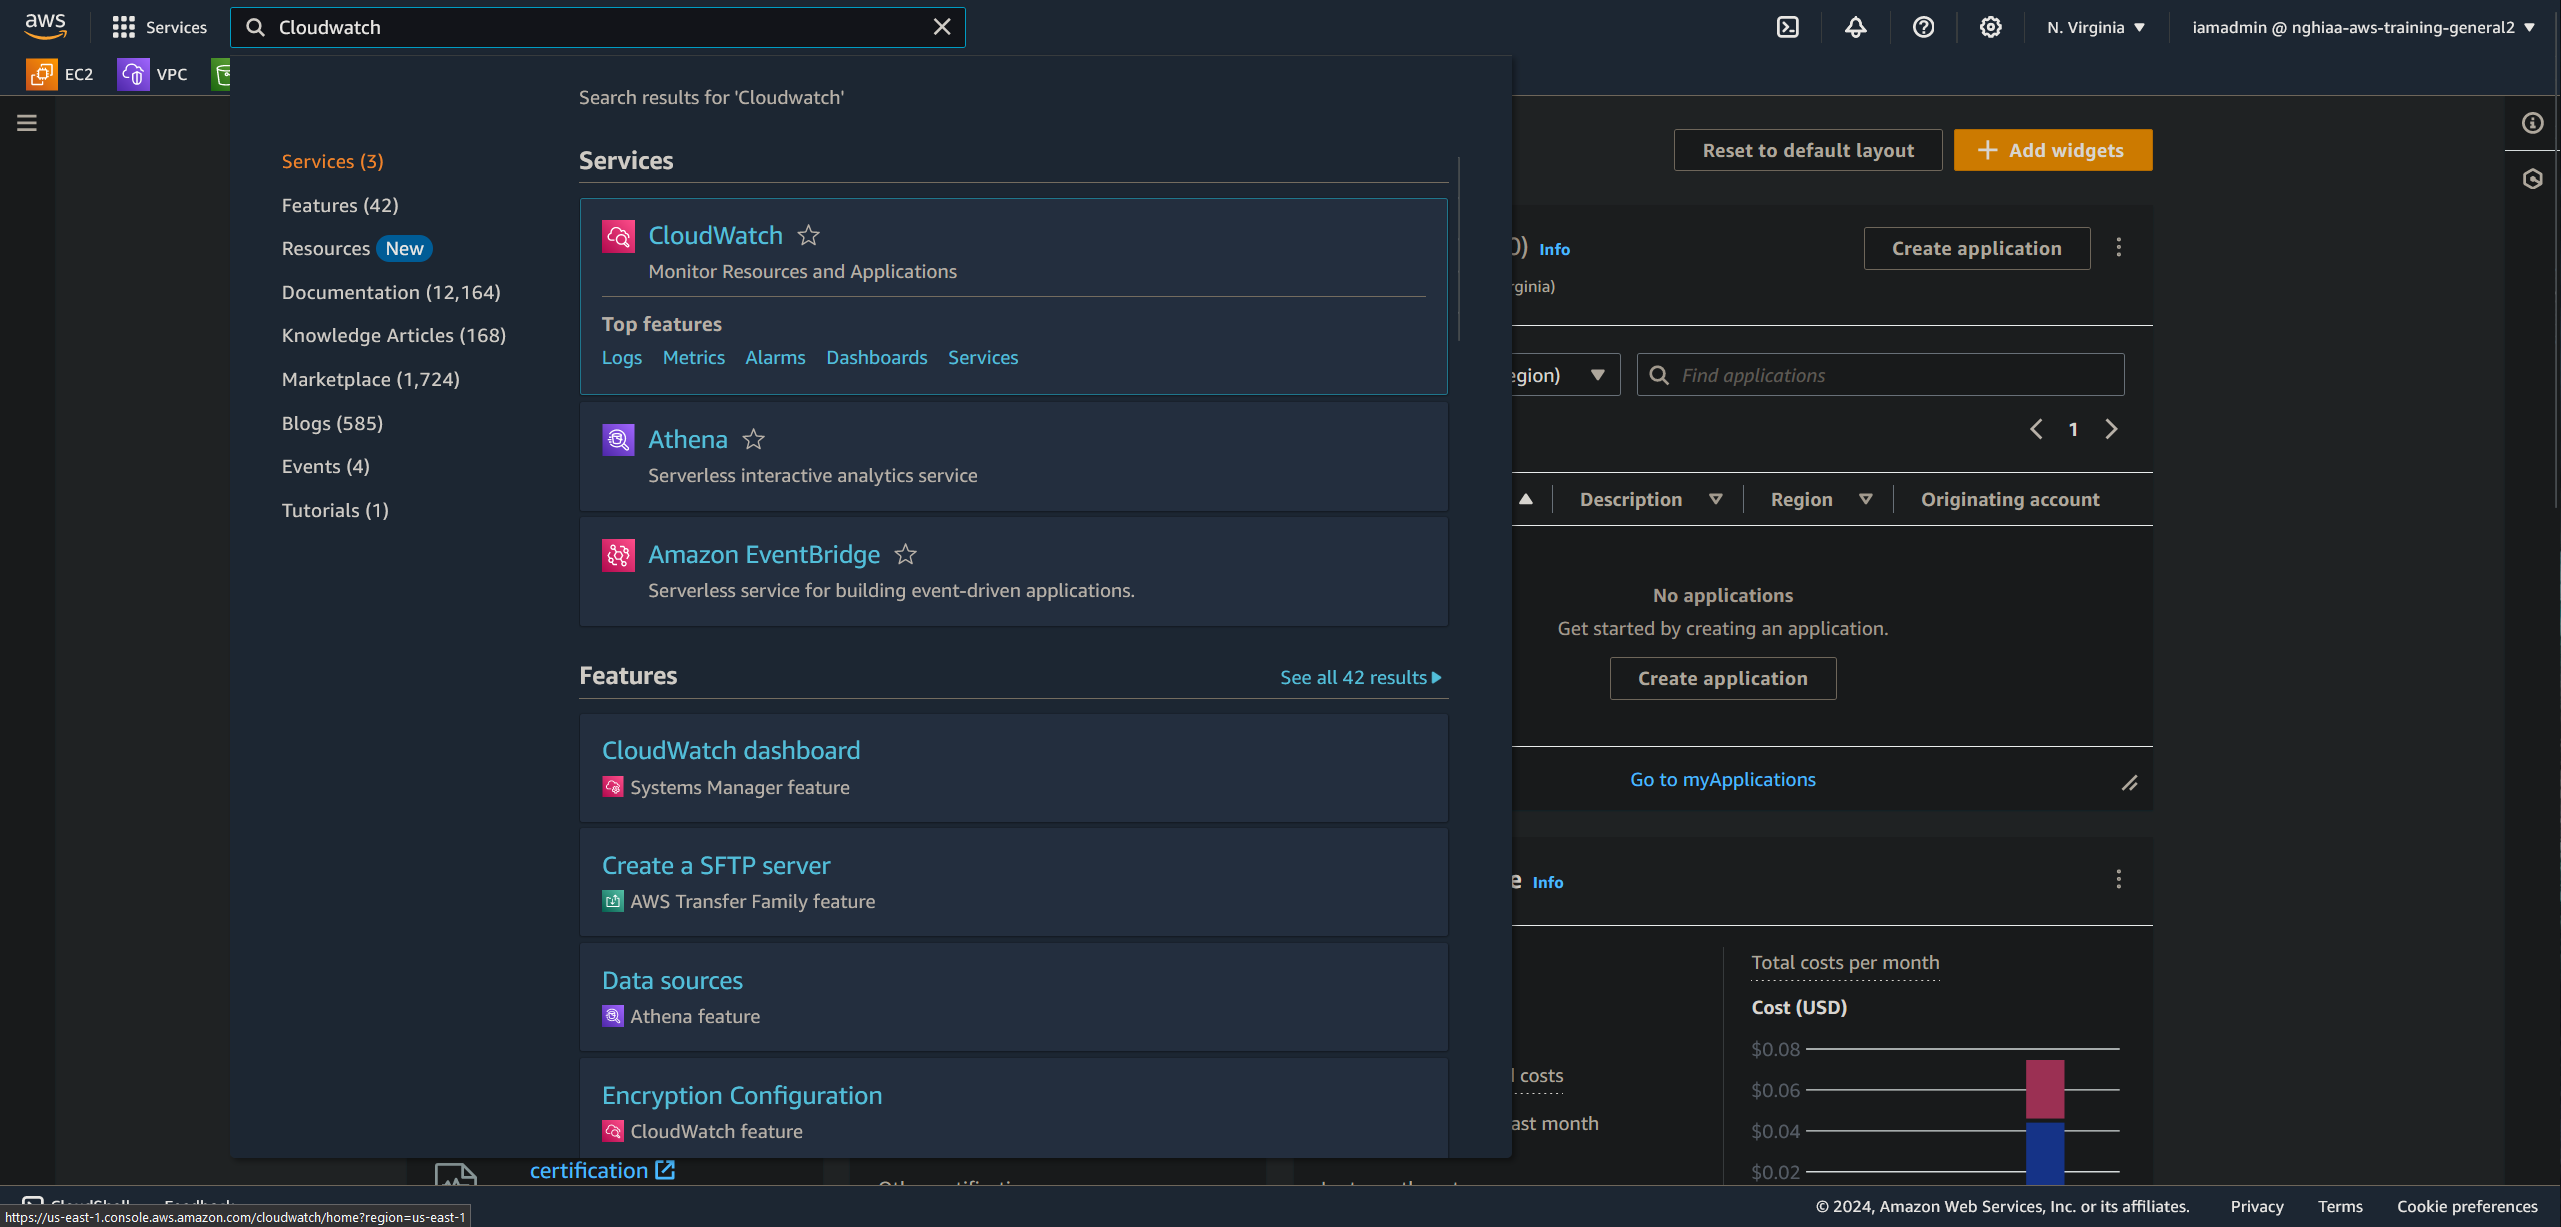 aws
Services
Cloudwatch
N. Virginia
iamadmin @ nghiaa-aws-training-general2
EC2
VPC
Search results for 'Cloudwatch'
Services (3)
Features (42)
Resources New
Documentation (12,164)
Knowledge Articles (168)
Marketplace (1,724)
Blogs (585)
Events (4)
Tutorials (1)
Services
CloudWatch
Monitor Resources and Applications
Top features
Logs Metrics Alarms Dashboards Services
Athena
Serverless interactive analytics service
Amazon EventBridge
Serverless service for building event-driven applications.
Features
See all 42 results
CloudWatch dashboard
Systems Manager feature
Create a SFTP server
AWS Transfer Family feature
Data sources
Athena feature
Encryption Configuration
CloudWatch feature
Reset to default layout
Add widgets
0) Info
Create application
rginia)
egion)
Find applications
1
Description Region Originating account
No applications
Get started by creating an application.
Create application
Go to myApplications
e Info
Total costs per month
Cost (USD)
$0.08
$0.06
$0.04
$0.02
l costs
ast month
certification
CloudShell Feedback
https://us-east-1.console.aws.amazon.com/cloudwatch/home?region=us-east-1
© 2024, Amazon Web Services, Inc. or its affiliates.
Privacy
Terms
Cookie preferences